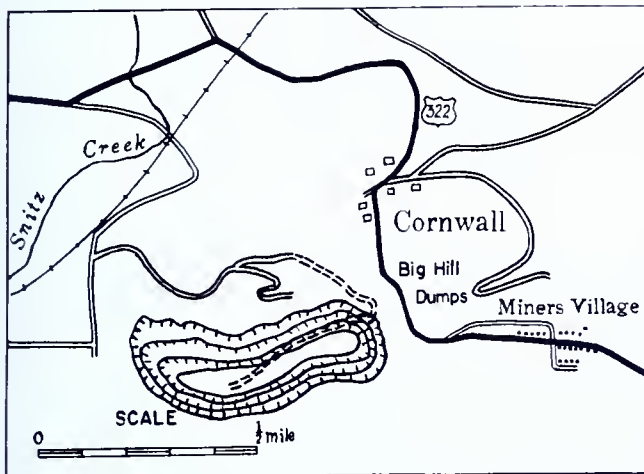 322
Creek
Snitz
Cornwall
Big Hill
Dumps
Miners Village
SCALE
0
½ mile